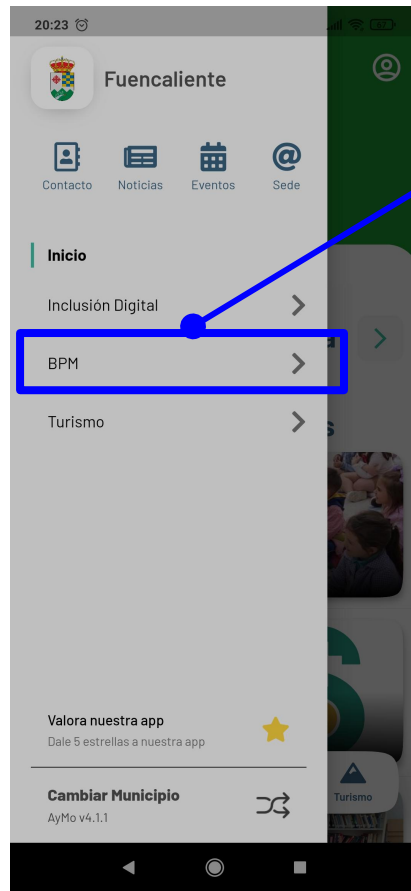 20:23
57
Fuencaliente
Contacto
Noticias
Eventos
Sede
Inicio
Inclusión Digital
BPM
Turismo
Valora nuestra app
Dale 5 estrellas a nuestra app
Turismo
Cambiar Municipio
AyMo v4.1.1